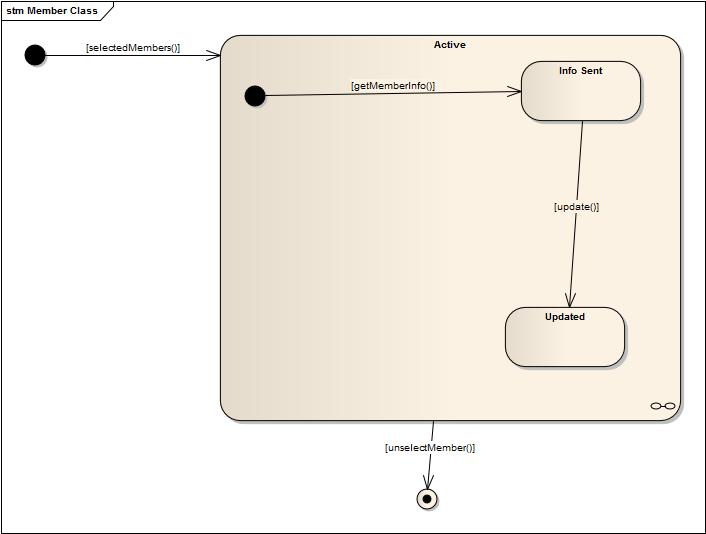 stm Member Class
[selectedMembers()]
Active
Info Sent
[getMemberInfo()]
[update()]
Updated
[unselectMember()]